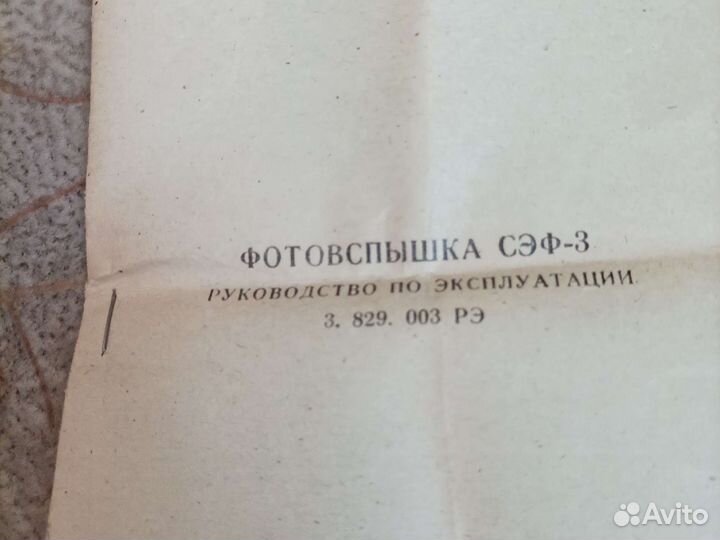 ФОТОВСПЫШКА СЭФ-3
РУКОВОДСТВО ПО ЭКСПЛУАТАЦИИ
3. 829. 003 РЭ
Avito